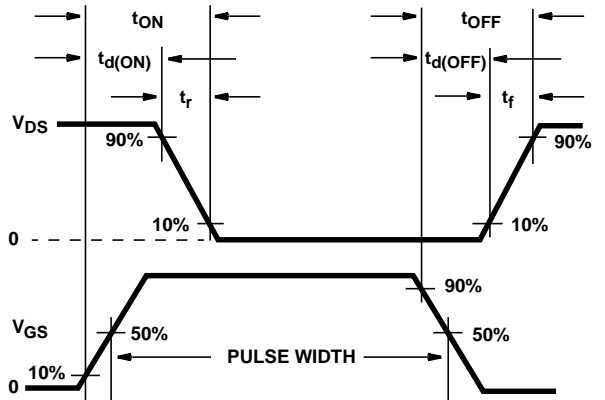 tON tOFF
td(ON) td(OFF)
tr tf
VDS
90% 90%
10% 10%
0
90%
VGS 50% 50%
PULSE WIDTH
10%
0